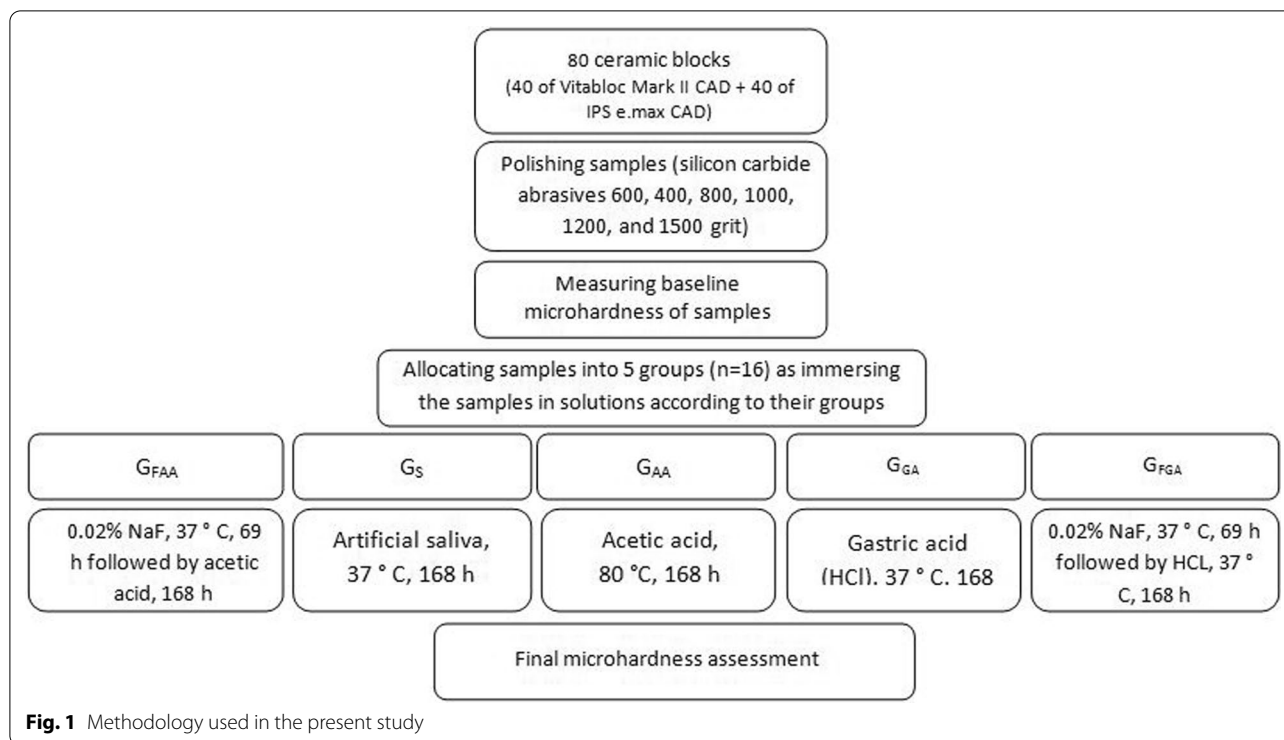 80 ceramic blocks
(40 of Vitabloc Mark II CAD + 40 of
IPS e.max CAD)
Polishing samples (silicon carbide
abrasives 600, 400, 800, 1000,
1200, and 1500 grit)
Measuring baseline
microhardness of samples
Allocating samples into 5 groups (n=16) as immersing
the samples in solutions according to their groups
GFAA
GS
GAA
GGA
GFGA
0.02% NaF, 37 ° C, 69
h followed by acetic
acid, 168 h
Artificial saliva,
37 ° C, 168 h
Acetic acid,
80 °C, 168 h
Gastric acid
(HCl). 37 ° C. 168
0.02% NaF, 37 ° C, 69 h
followed by HCL, 37 °
C, 168 h
Final microhardness assessment
Fig. 1 Methodology used in the present study